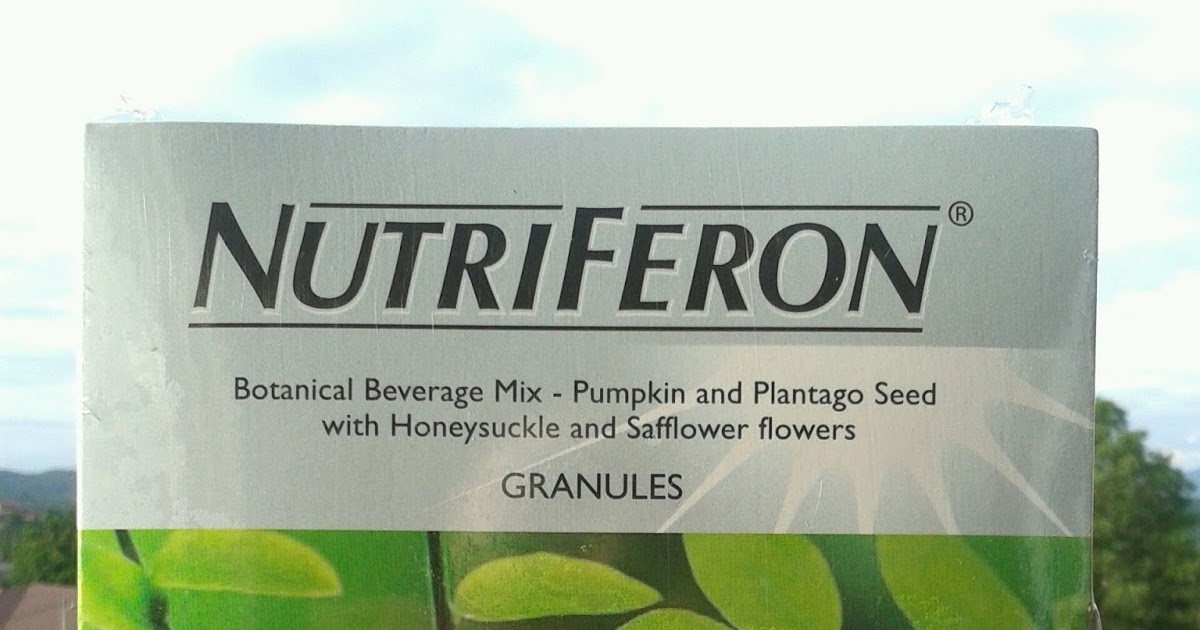 NUTRIFERON®
Botanical Beverage Mix - Pumpkin and Plantago Seed
with Honeysuckle and Safflower flowers
GRANULES